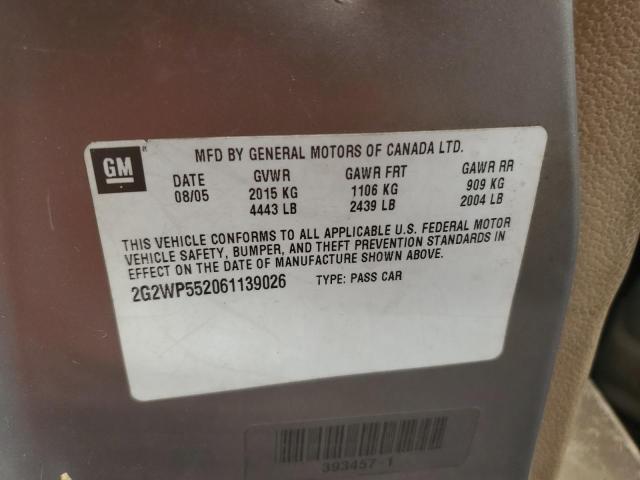 GM
MFD BY GENERAL MOTORS OF CANADA LTD.
DATE GVWR GAWR FRT GAWR RR
08/05 2015 KG 1106 KG 909 KG
4443 LB 2439 LB 2004 LB
THIS VEHICLE CONFORMS TO ALL APPLICABLE U.S. FEDERAL MOTOR
VEHICLE SAFETY, BUMPER, AND THEFT PREVENTION STANDARDS IN
EFFECT ON THE DATE OF MANUFACTURE SHOWN ABOVE.
2G2WP552061139026 TYPE: PASS CAR
393457-1